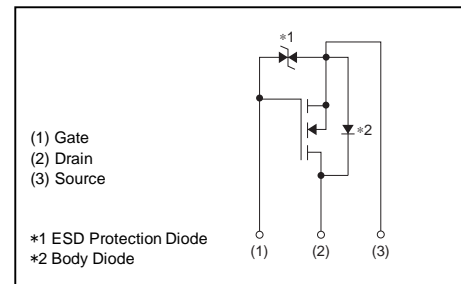 ∗1
∗2
(1) Gate
(2) Drain
(3) Source
∗1 ESD Protection Diode
∗2 Body Diode
(1) (2) (3)